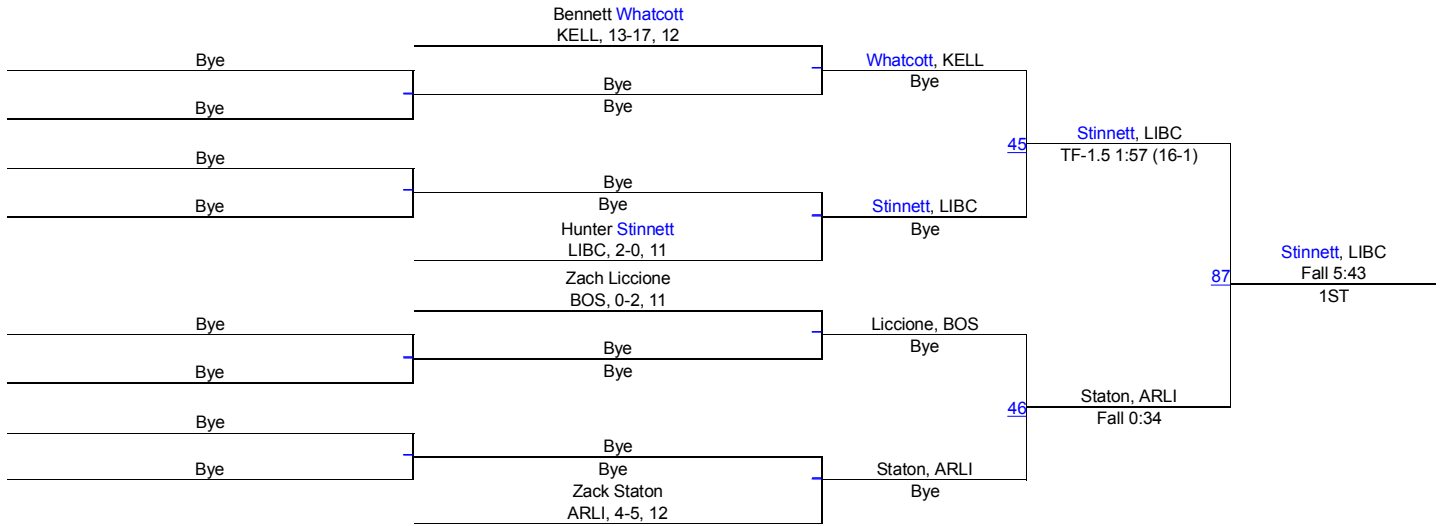 Bennett Whatcott
KELL, 13-17, 12
Bye
Whatcott, KELL
Bye
Bye
Bye
Bye
Stinnett, LIBC
45
TF-1.5 1:57 (16-1)
Bye
Bye
Bye
Bye
Stinnett, LIBC
Bye
Hunter Stinnett
LIBC, 2-0, 11
Stinnett, LIBC
Fall 5:43
87
1ST
Zach Liccione
BOS, 0-2, 11
Bye
Liccione, BOS
Bye
Bye
Bye
Bye
Staton, ARLI
46
Fall 0:34
Bye
Bye
Bye
Bye
Staton, ARLI
Bye
Zack Staton
ARLI, 4-5, 12